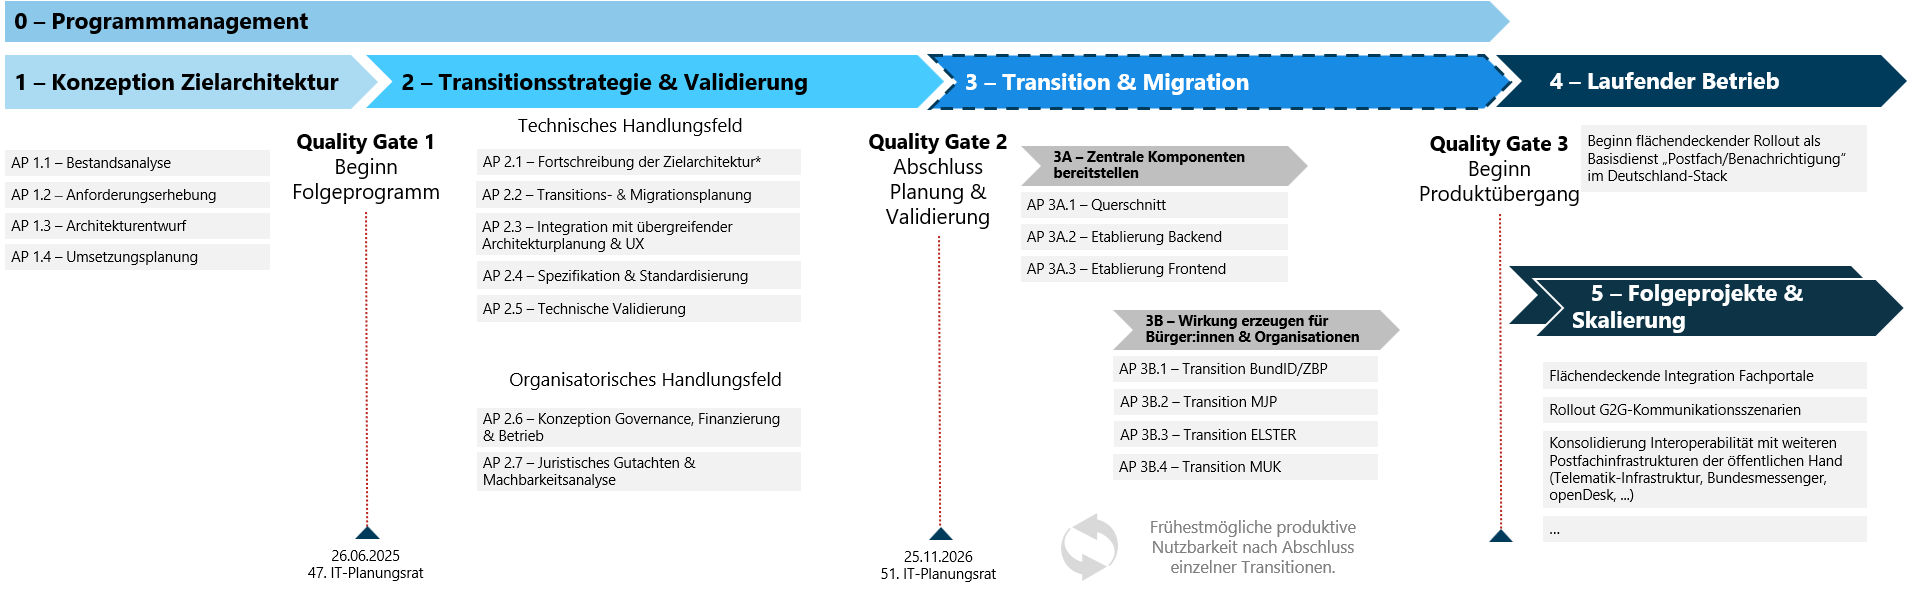 0 – Programmmanagement
1 – Konzeption Zielarchitektur
2 – Transitionsstrategie & Validierung
3 – Transition & Migration
4 – Laufender Betrieb
AP 1.1 – Bestandsanalyse
AP 1.2 – Anforderungserhebung
AP 1.3 – Architekturentwurf
AP 1.4 – Umsetzungsplanung
Quality Gate 1
Beginn
Folgeprogramm
26.06.2025
47. IT-Planungsrat
Technisches Handlungsfeld
AP 2.1 – Fortschreibung der Zielarchitektur*
AP 2.2 – Transitions- & Migrationsplanung
AP 2.3 – Integration mit übergreifender
Architekturplanung & UX
AP 2.4 – Spezifikation & Standardisierung
AP 2.5 – Technische Validierung
Organisatorisches Handlungsfeld
AP 2.6 – Konzeption Governance, Finanzierung
& Betrieb
AP 2.7 – Juristisches Gutachten &
Machbarkeitsanalyse
Quality Gate 2
Abschluss
Planung &
Validierung
25.11.2026
51. IT-Planungsrat
3A – Zentrale Komponenten
bereitstellen
AP 3A.1 – Querschnitt
AP 3A.2 – Etablierung Backend
AP 3A.3 – Etablierung Frontend
3B – Wirkung erzeugen für
Bürger:innen & Organisationen
AP 3B.1 – Transition BundID/ZBP
AP 3B.2 – Transition MJP
AP 3B.3 – Transition ELSTER
AP 3B.4 – Transition MUK
Frühestmögliche produktive
Nutzbarkeit nach Abschluss
einzelner Transitionen.
Quality Gate 3
Beginn
Produktübergang
Beginn flächendeckender Rollout als
Basisdienst „Postfach/Benachrichtigung“
im Deutschland-Stack
5 – Folgeprojekte &
Skalierung
Flächendeckende Integration Fachportale
Rollout G2G-Kommunikationsszenarien
Konsolidierung Interoperabilität mit weiteren
Postfachinfrastrukturen der öffentlichen Hand
(Telematik-Infrastruktur, Bundesmessenger,
openDesk, ...)
...